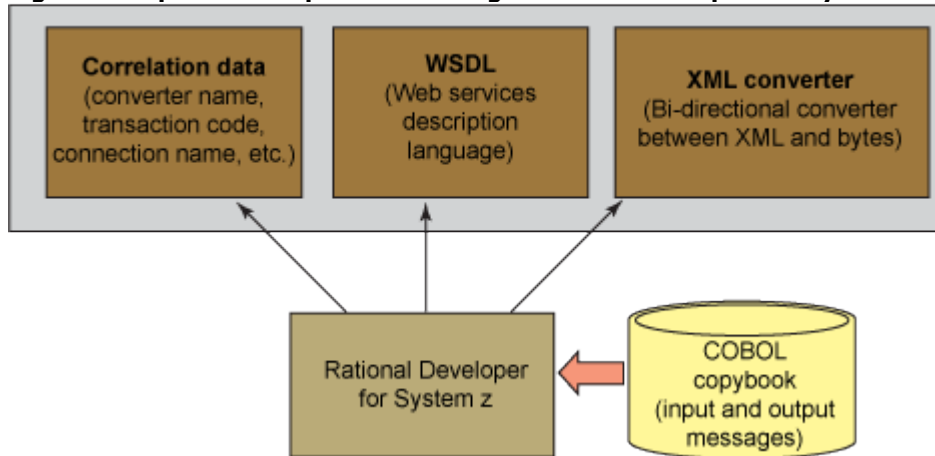 Correlation data
(converter name,
transaction code,
connection name, etc.)
WSDL
(Web services
description
language)
XML converter
(Bi-directional converter
between XML and bytes)
Rational Developer
for System z
COBOL
copybook
(input and output
messages)